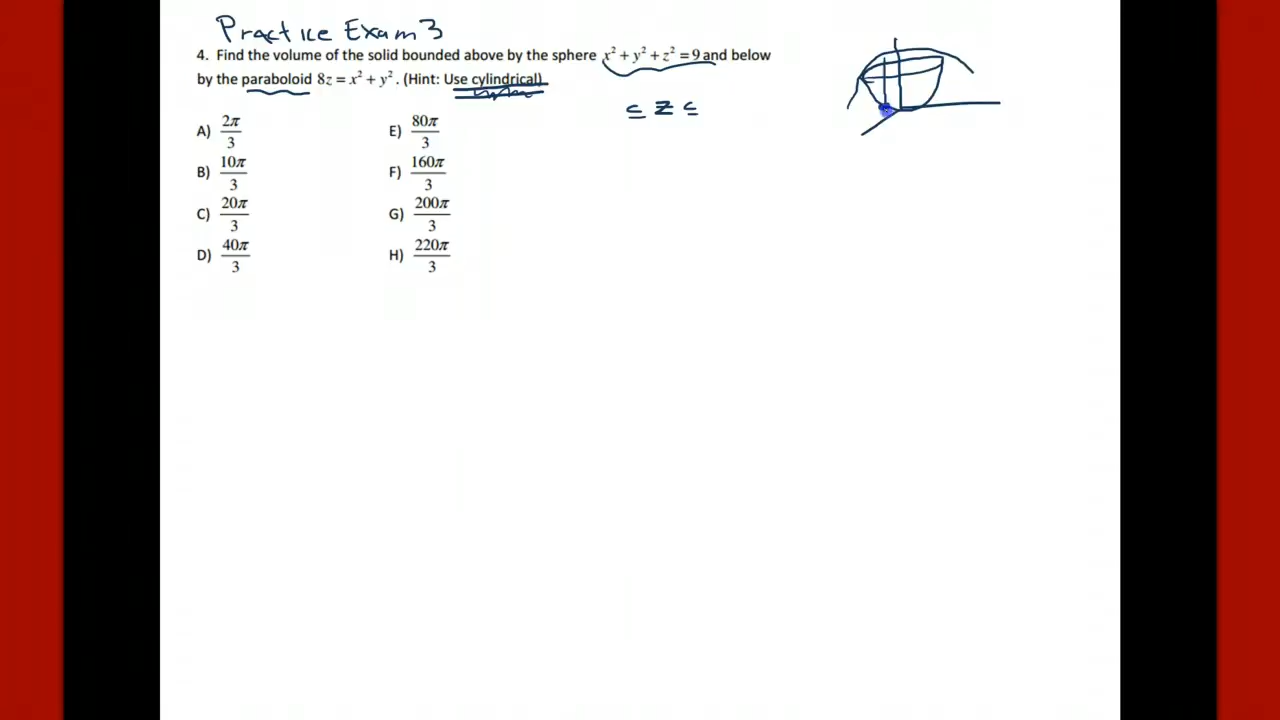 Practice Exam 3
4. Find the volume of the solid bounded above by the sphere x² + y² + z² = 9 and below
by the paraboloid 8z = x² + y². (Hint: Use cylindrical)
≤ z ≤
A) 2π/3
B) 10π/3
C) 20π/3
D) 40π/3
E) 80π/3
F) 160π/3
G) 200π/3
H) 220π/3